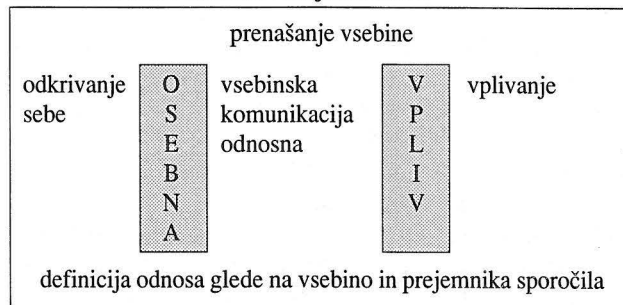 prenašanje vsebine
odkrivanje
sebe
O
S
E
B
N
A
vsebinska
komunikacija
odnosna
V
P
L
I
V
vplivanje
definicija odnosa glede na vsebino in prejemnika sporočila